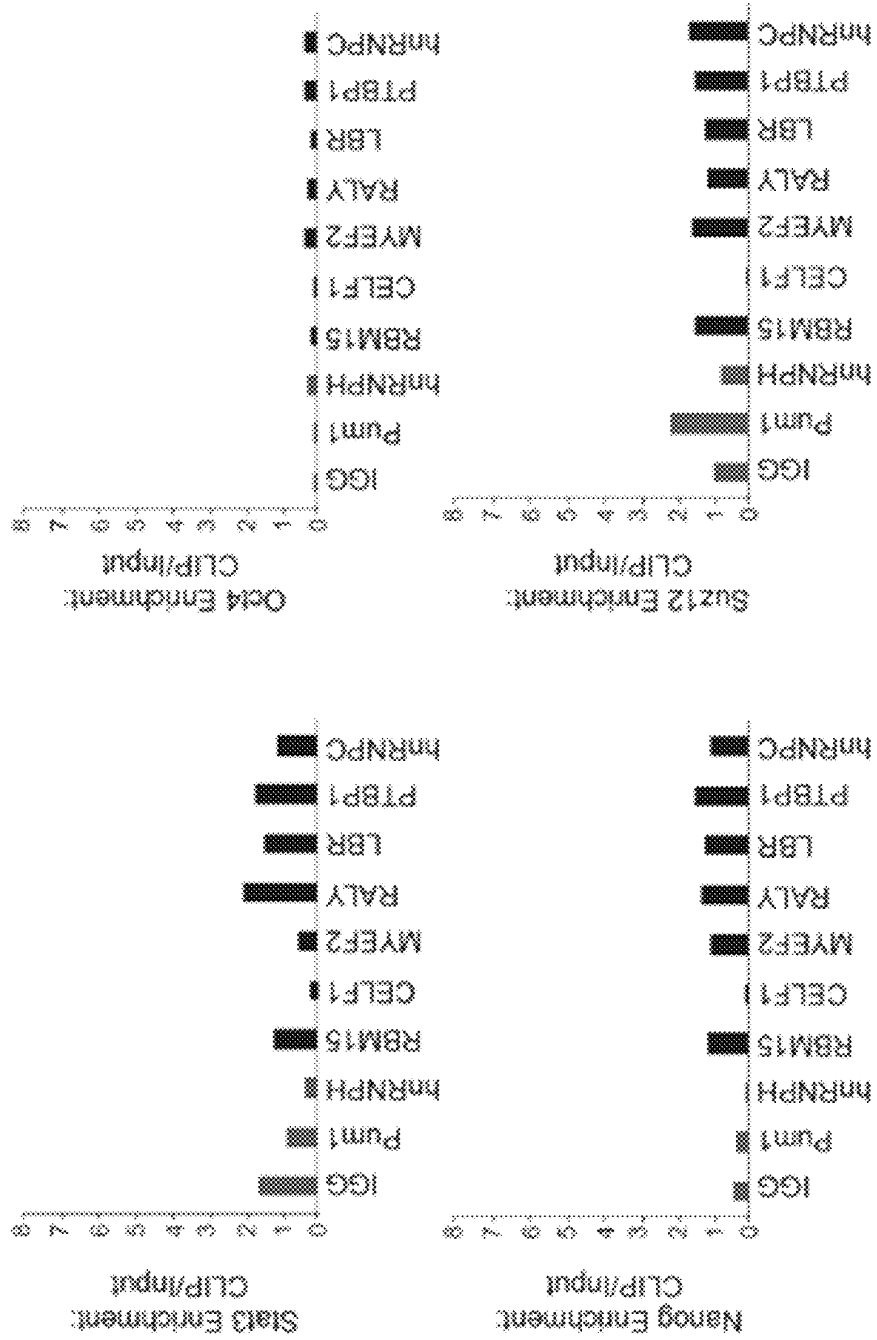 Stat3 Enrichment:
CLIP/Input
8
7
6
5
4
3
2
1
0
IGG
Pum1
hnRNPH
RBM15
CELF1
MYEF2
RALY
LBR
PTBP1
hnRNPC
Oct4 Enrichment:
CLIP/Input
8
7
6
5
4
3
2
1
0
IGG
Pum1
hnRNPH
RBM15
CELF1
MYEF2
RALY
LBR
PTBP1
hnRNPC
Nanog Enrichment:
CLIP/Input
8
7
6
5
4
3
2
1
0
IGG
Pum1
hnRNPH
RBM15
CELF1
MYEF2
RALY
LBR
PTBP1
hnRNPC
Suz12 Enrichment:
CLIP/Input
8
7
6
5
4
3
2
1
0
IGG
Pum1
hnRNPH
RBM15
CELF1
MYEF2
RALY
LBR
PTBP1
hnRNPC